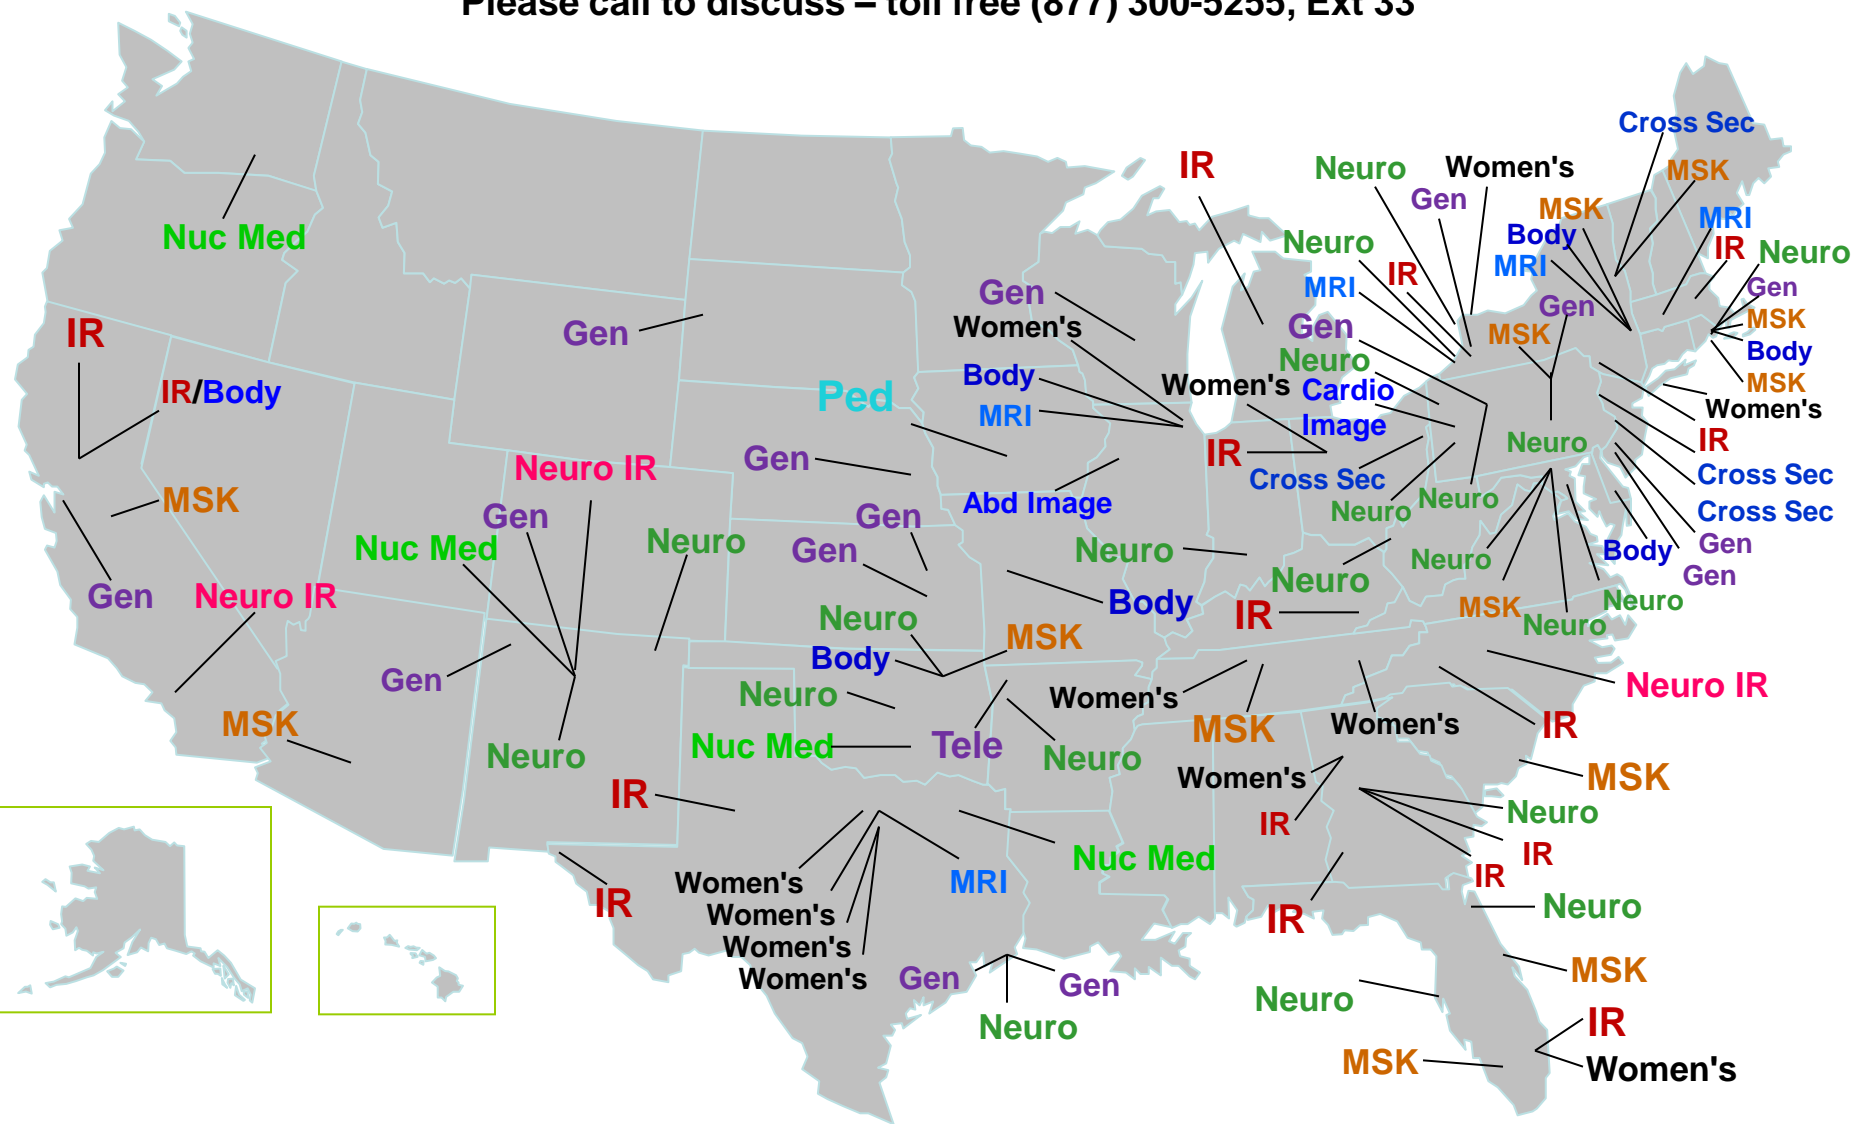 Please call to discuss – toll free (877) 300-5255, Ext 33
Cross Sec
IR
Neuro
Women's
MSK
Gen
MSK
MRI
Nuc Med
Body
Neuro
IR
Neuro
MRI
IR
Gen
MRI
Gen
Gen
Women's
Gen
MSK
MSK
IR
Gen
Neuro
Body
Body
Women's
Cardio
MSK
IR/Body
Ped
MRI
Image
Women's
Neuro
IR
Gen
IR
Neuro IR
Cross Sec
Cross Sec
MSK
Abd Image
Neuro
Neuro
Cross Sec
Gen
Gen
Neuro
Gen
Nuc Med
Gen
Neuro
Neuro
Body
Gen
Gen
Neuro IR
Neuro
Body
IR
MSK
Neuro
Neuro
Neuro
MSK
Body
Gen
Neuro IR
Neuro
Women's
MSK
MSK
Women's
IR
Neuro
Nuc Med
Tele
Neuro
Women's
MSK
IR
IR
Neuro
Nuc Med
IR
IR
Women's
MRI
IR
Women's
IR
Neuro
Women's
Women's
Gen
Gen
MSK
Neuro
Neuro
IR
MSK
Women's